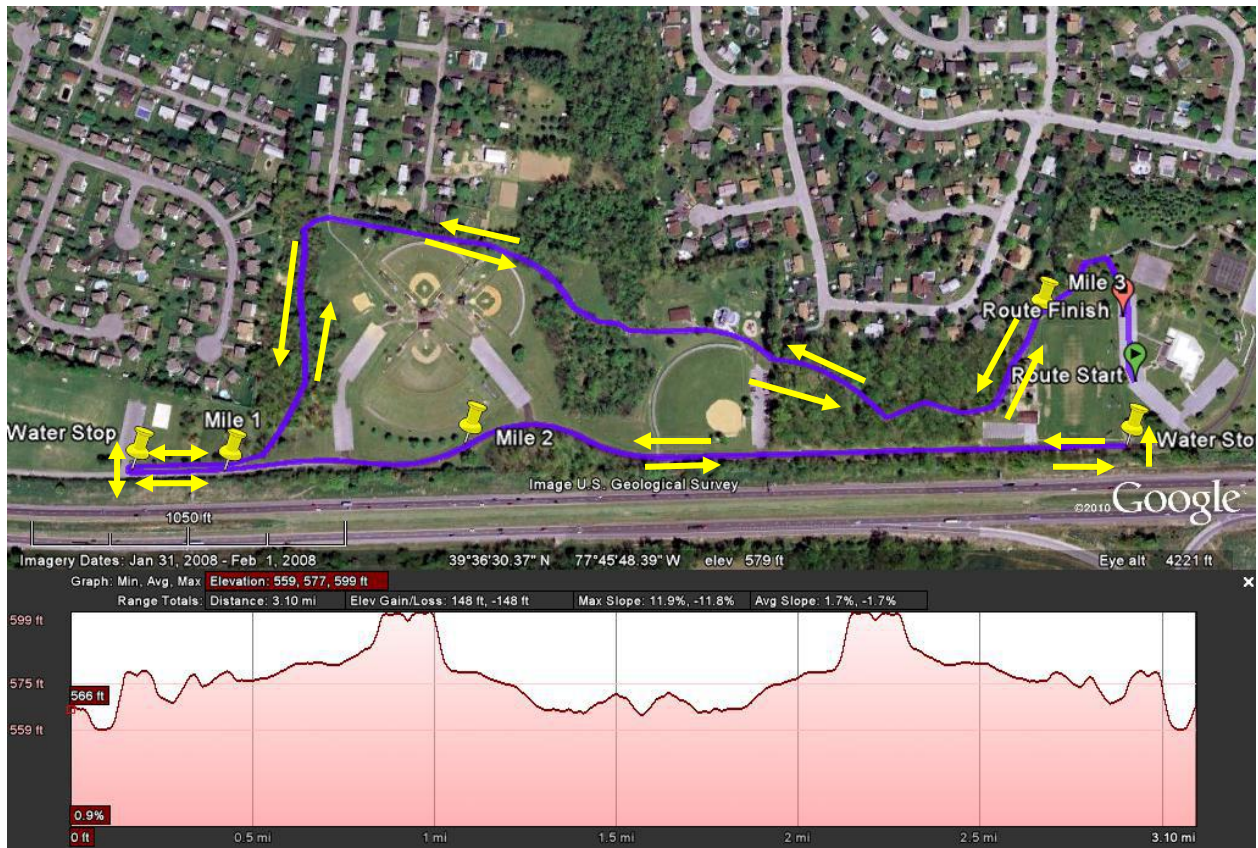 Mile 3
Route Finish
Route Start
Mile 1
Water Stop
Mile 2
Water Sto
Image U.S. Geological Survey
©2010 Google
1050 ft
Imagery Dates: Jan 31, 2008 - Feb 1, 2008 39°36'30.37" N 77°45'48.39" W elev 579 ft Eye alt 4221 ft
Graph: Min, Avg, Max Elevation: 559, 577, 599 ft
Range Totals: Distance: 3.10 mi Elev Gain/Loss: 148 ft, -148 ft Max Slope: 11.9%, -11.8% Avg Slope: 1.7%, -1.7%
599 ft
575 ft
566 ft
559 ft
0.9%
0 ft 0.5 mi 1 mi 1.5 mi 2 mi 2.5 mi 3.10 mi